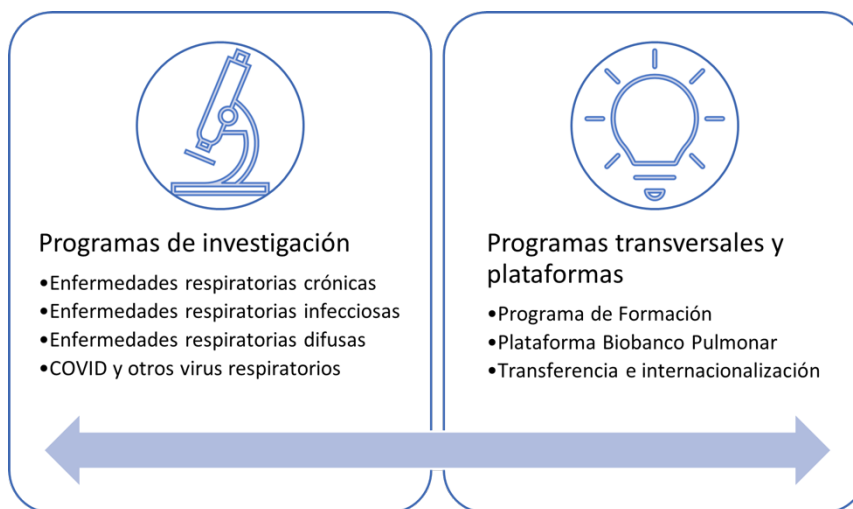 Programas de investigación
•Enfermedades respiratorias crónicas
•Enfermedades respiratorias infecciosas
•Enfermedades respiratorias difusas
•COVID y otros virus respiratorios
Programas transversales y
plataformas
•Programa de Formación
•Plataforma Biobanco Pulmonar
•Transferencia e internacionalización